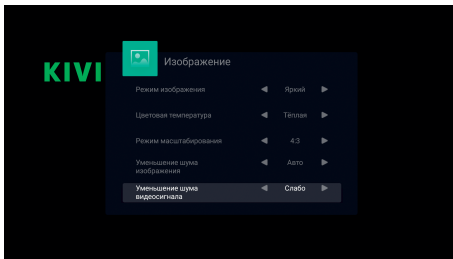 KIVI
Изображение
Режим изображения Яркий
Цветовая температура Тёплая
Режим масштабирования 4:3
Уменьшение шума
изображения Авто
Уменьшение шума
видеосигнала Слабо